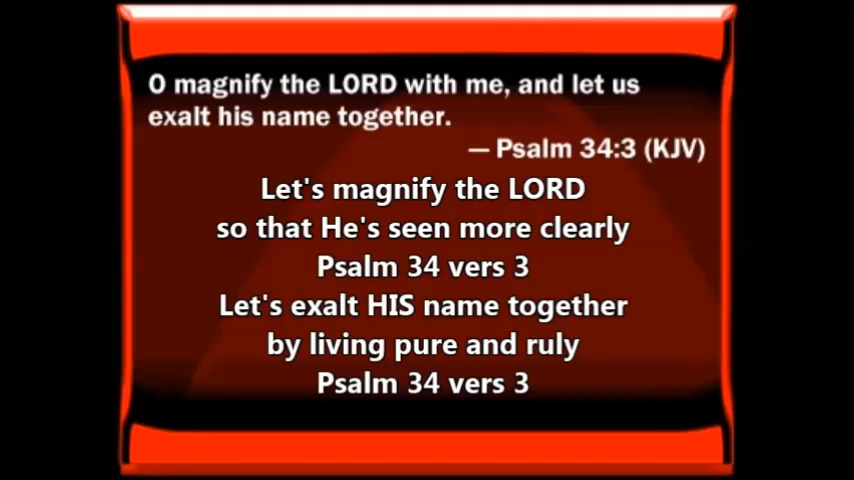 O magnify the LORD with me, and let us
exalt his name together.
— Psalm 34:3 (KJV)
Let's magnify the LORD
so that He's seen more clearly
Psalm 34 vers 3
Let's exalt HIS name together
by living pure and ruly
Psalm 34 vers 3